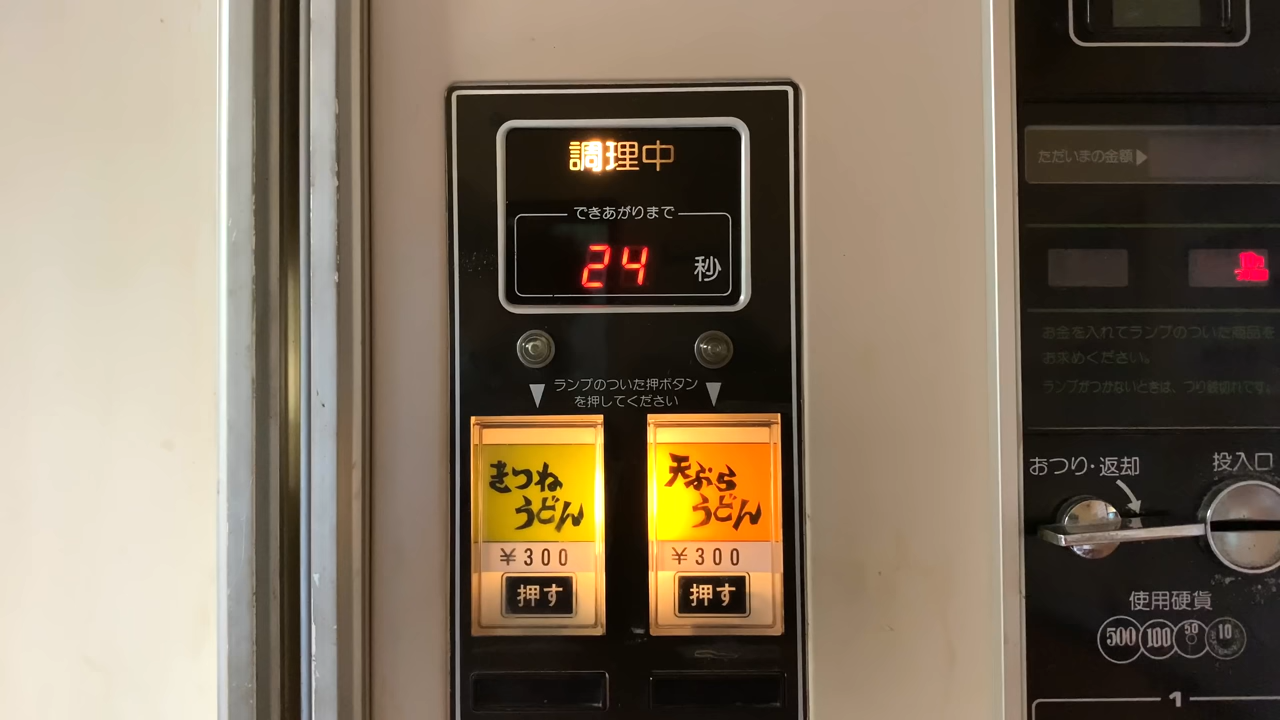 調理中
できあがりまで
24 秒
ランプのついた押ボタン
を押してください
きつね
うどん
¥300
押す
天ぷら
うどん
¥300
押す
ただいまの金額▶
お金を入れてランプのついた商品を
お求めください。
ランプがつかないときは、つり銭切れです。
おつり・返却
投入口
使用硬貨
500 100 50 10
1